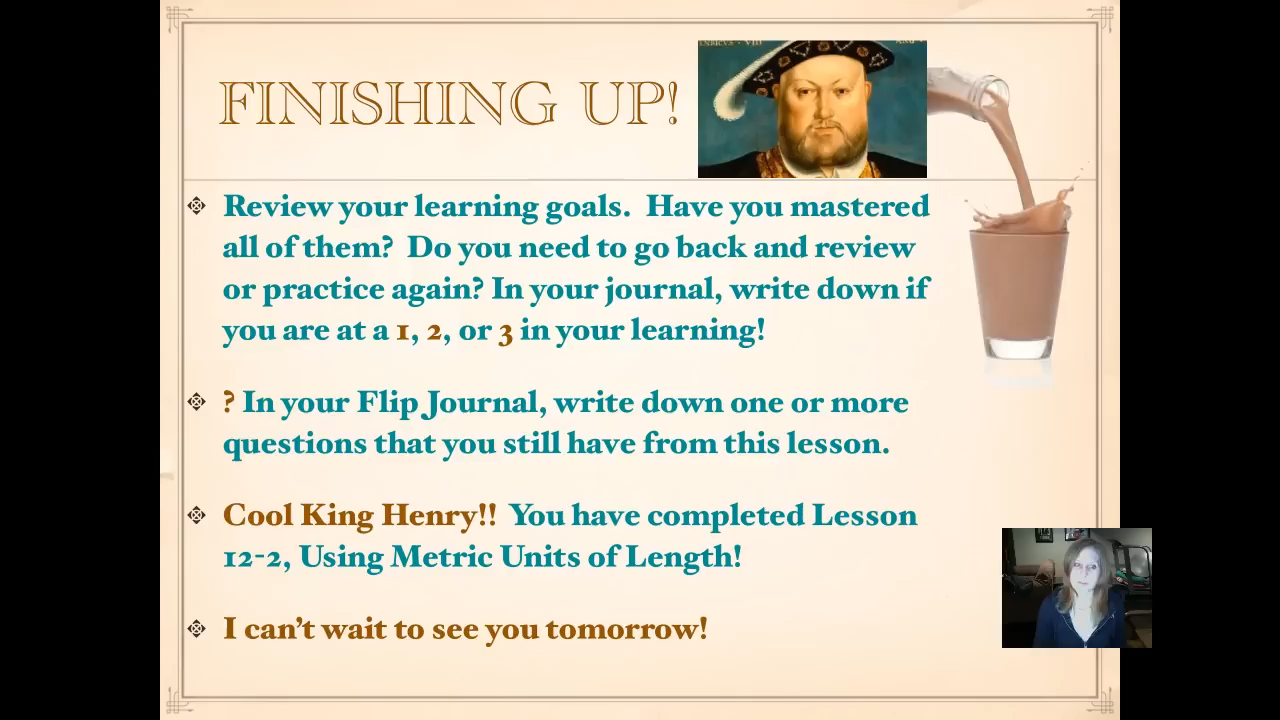 FINISHING UP!
Review your learning goals.  Have you mastered
all of them?  Do you need to go back and review
or practice again? In your journal, write down if
you are at a 1, 2, or 3 in your learning!
? In your Flip Journal, write down one or more
questions that you still have from this lesson.
Cool King Henry!!  You have completed Lesson
12-2, Using Metric Units of Length!
I can't wait to see you tomorrow!